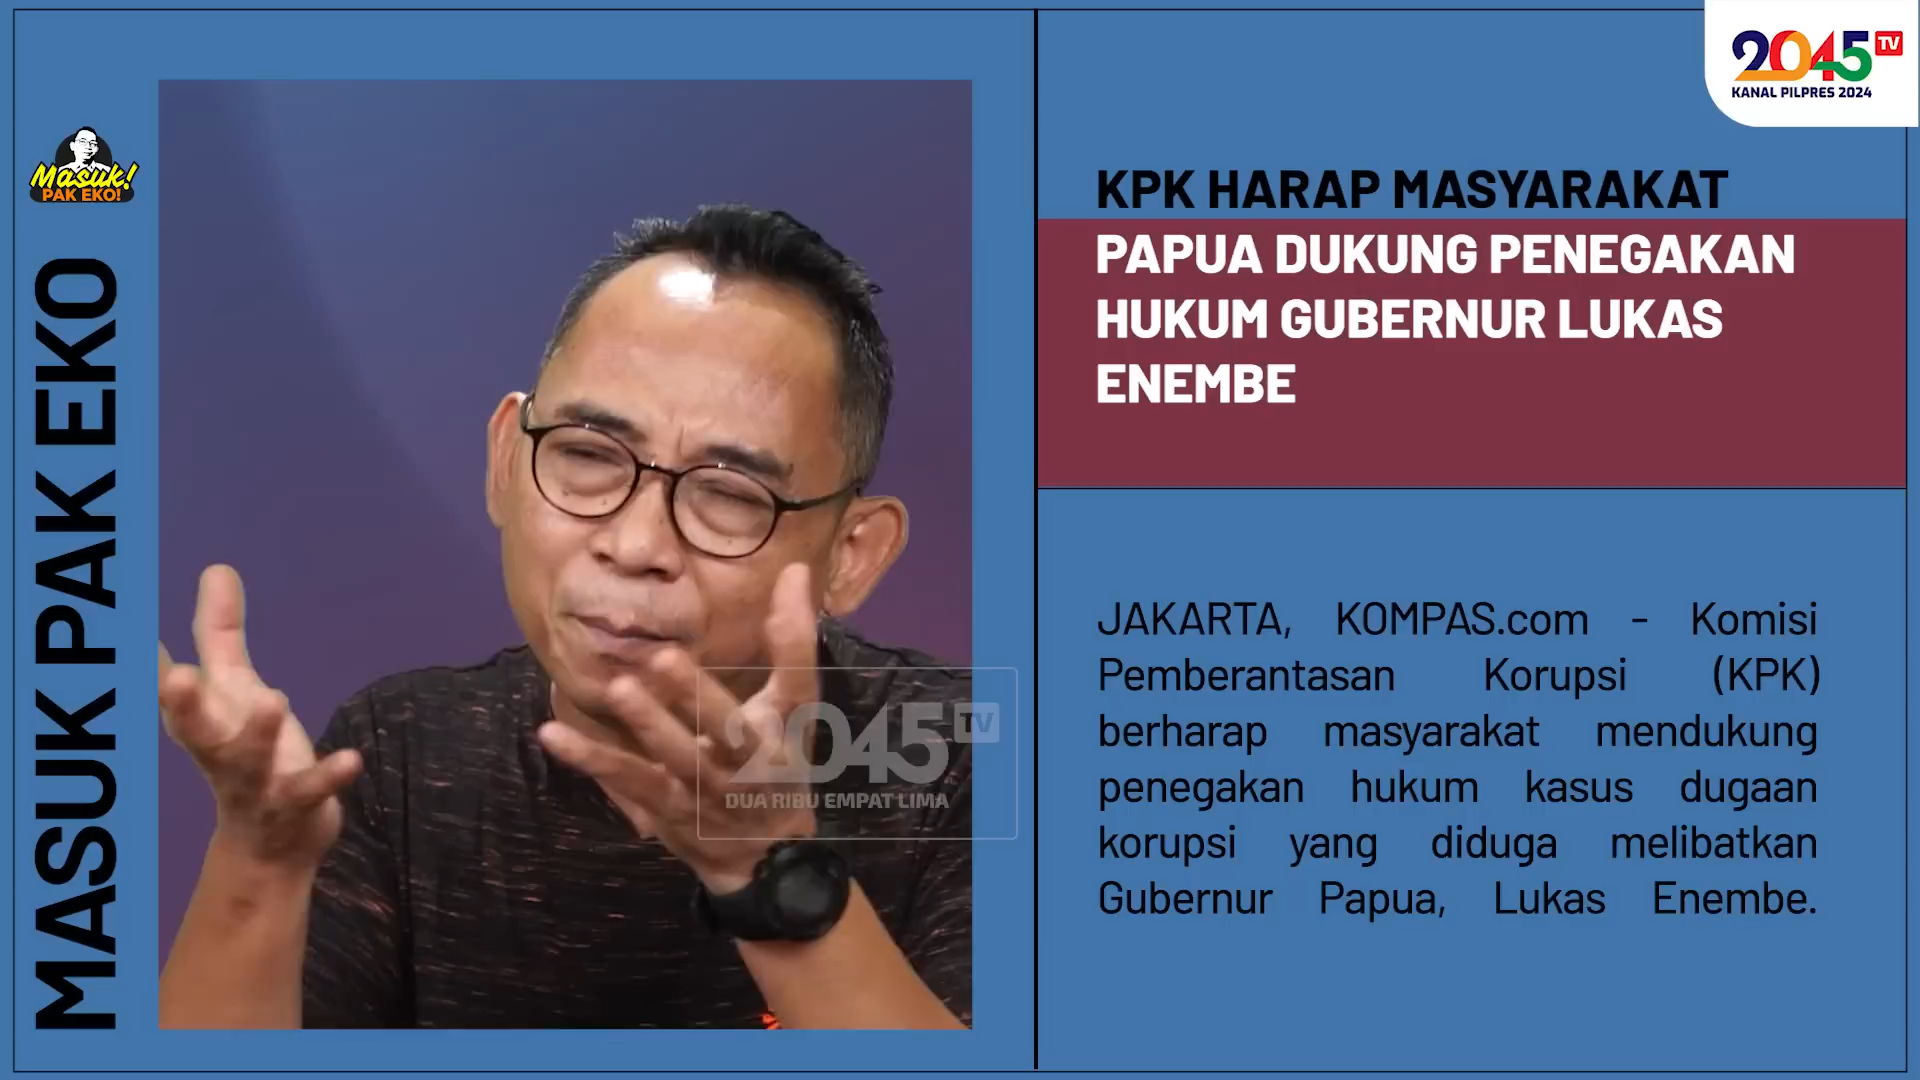 2045 TV
KANAL PILPRES 2024
Masuk!
PAK EKO!
MASUK PAK EKO
KPK HARAP MASYARAKAT
PAPUA DUKUNG PENEGAKAN
HUKUM GUBERNUR LUKAS
ENEMBE
2045 TV
DUA RIBU EMPAT LIMA
JAKARTA, KOMPAS.com - Komisi
Pemberantasan Korupsi (KPK)
berharap masyarakat mendukung
penegakan hukum kasus dugaan
korupsi yang diduga melibatkan
Gubernur Papua, Lukas Enembe.